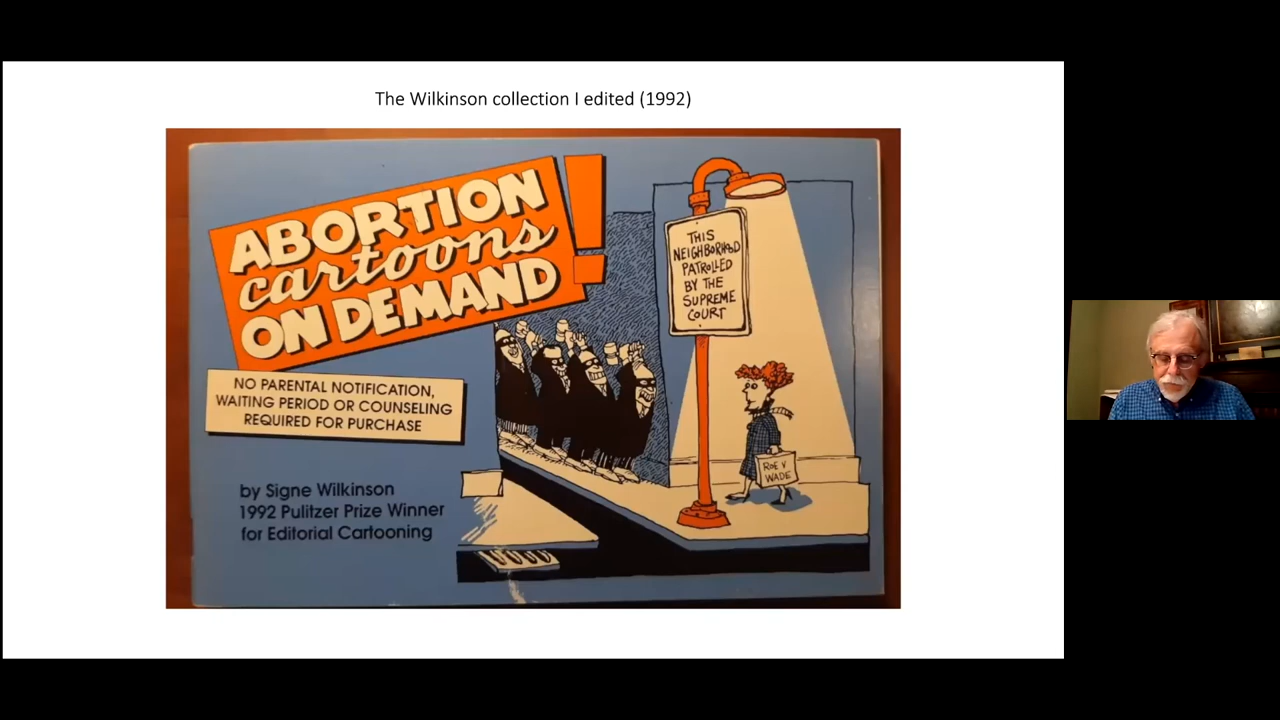 The Wilkinson collection I edited (1992)
ABORTION
cartoons
ON DEMAND!
NO PARENTAL NOTIFICATION,
WAITING PERIOD OR COUNSELING
REQUIRED FOR PURCHASE
by Signe Wilkinson
1992 Pulitzer Prize Winner
for Editorial Cartooning
THIS
NEIGHBORHOOD
PATROLLED
BY THE
SUPREME
COURT
ROE V
WADE